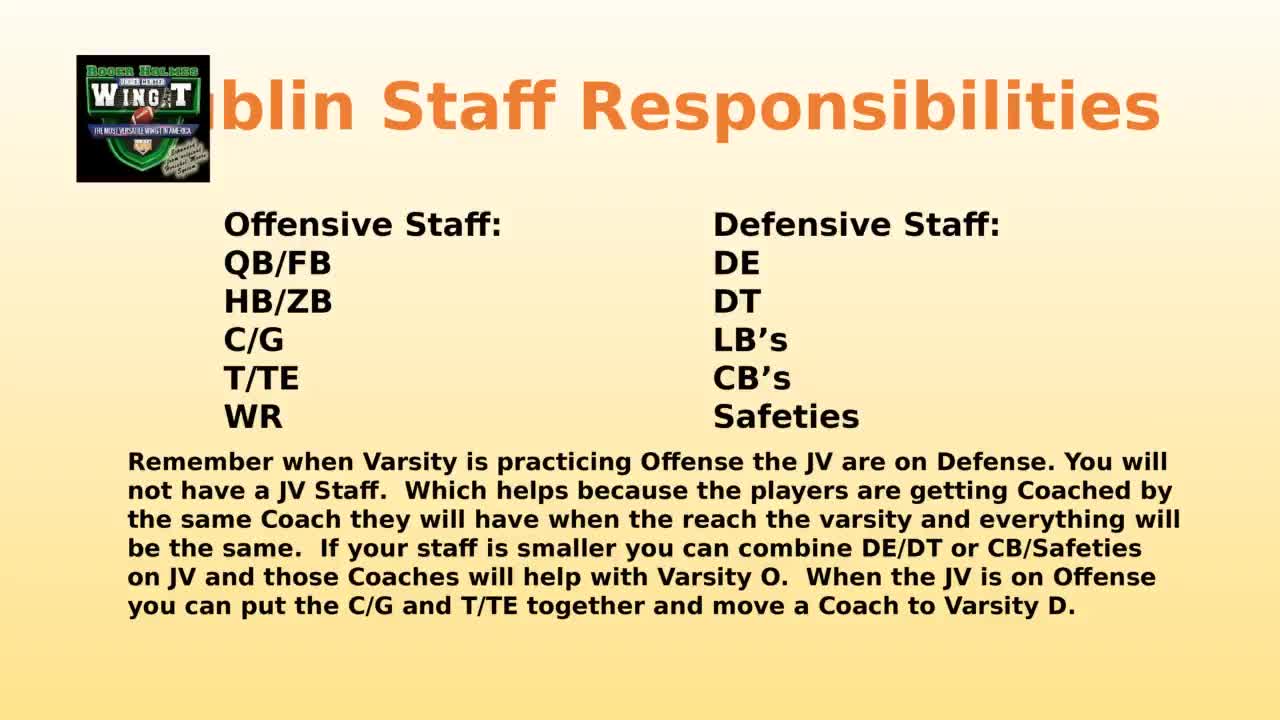 ROGER HOLMES
WING T
THE MOST VERSATILE WING T IN AMERICA
ublin Staff Responsibilities
Offensive Staff:
QB/FB
HB/ZB
C/G
T/TE
WR
Defensive Staff:
DE
DT
LB’s
CB’s
Safeties
Remember when Varsity is practicing Offense the JV are on Defense. You will
not have a JV Staff.  Which helps because the players are getting Coached by
the same Coach they will have when the reach the varsity and everything will
be the same.  If your staff is smaller you can combine DE/DT or CB/Safeties
on JV and those Coaches will help with Varsity O.  When the JV is on Offense
you can put the C/G and T/TE together and move a Coach to Varsity D.